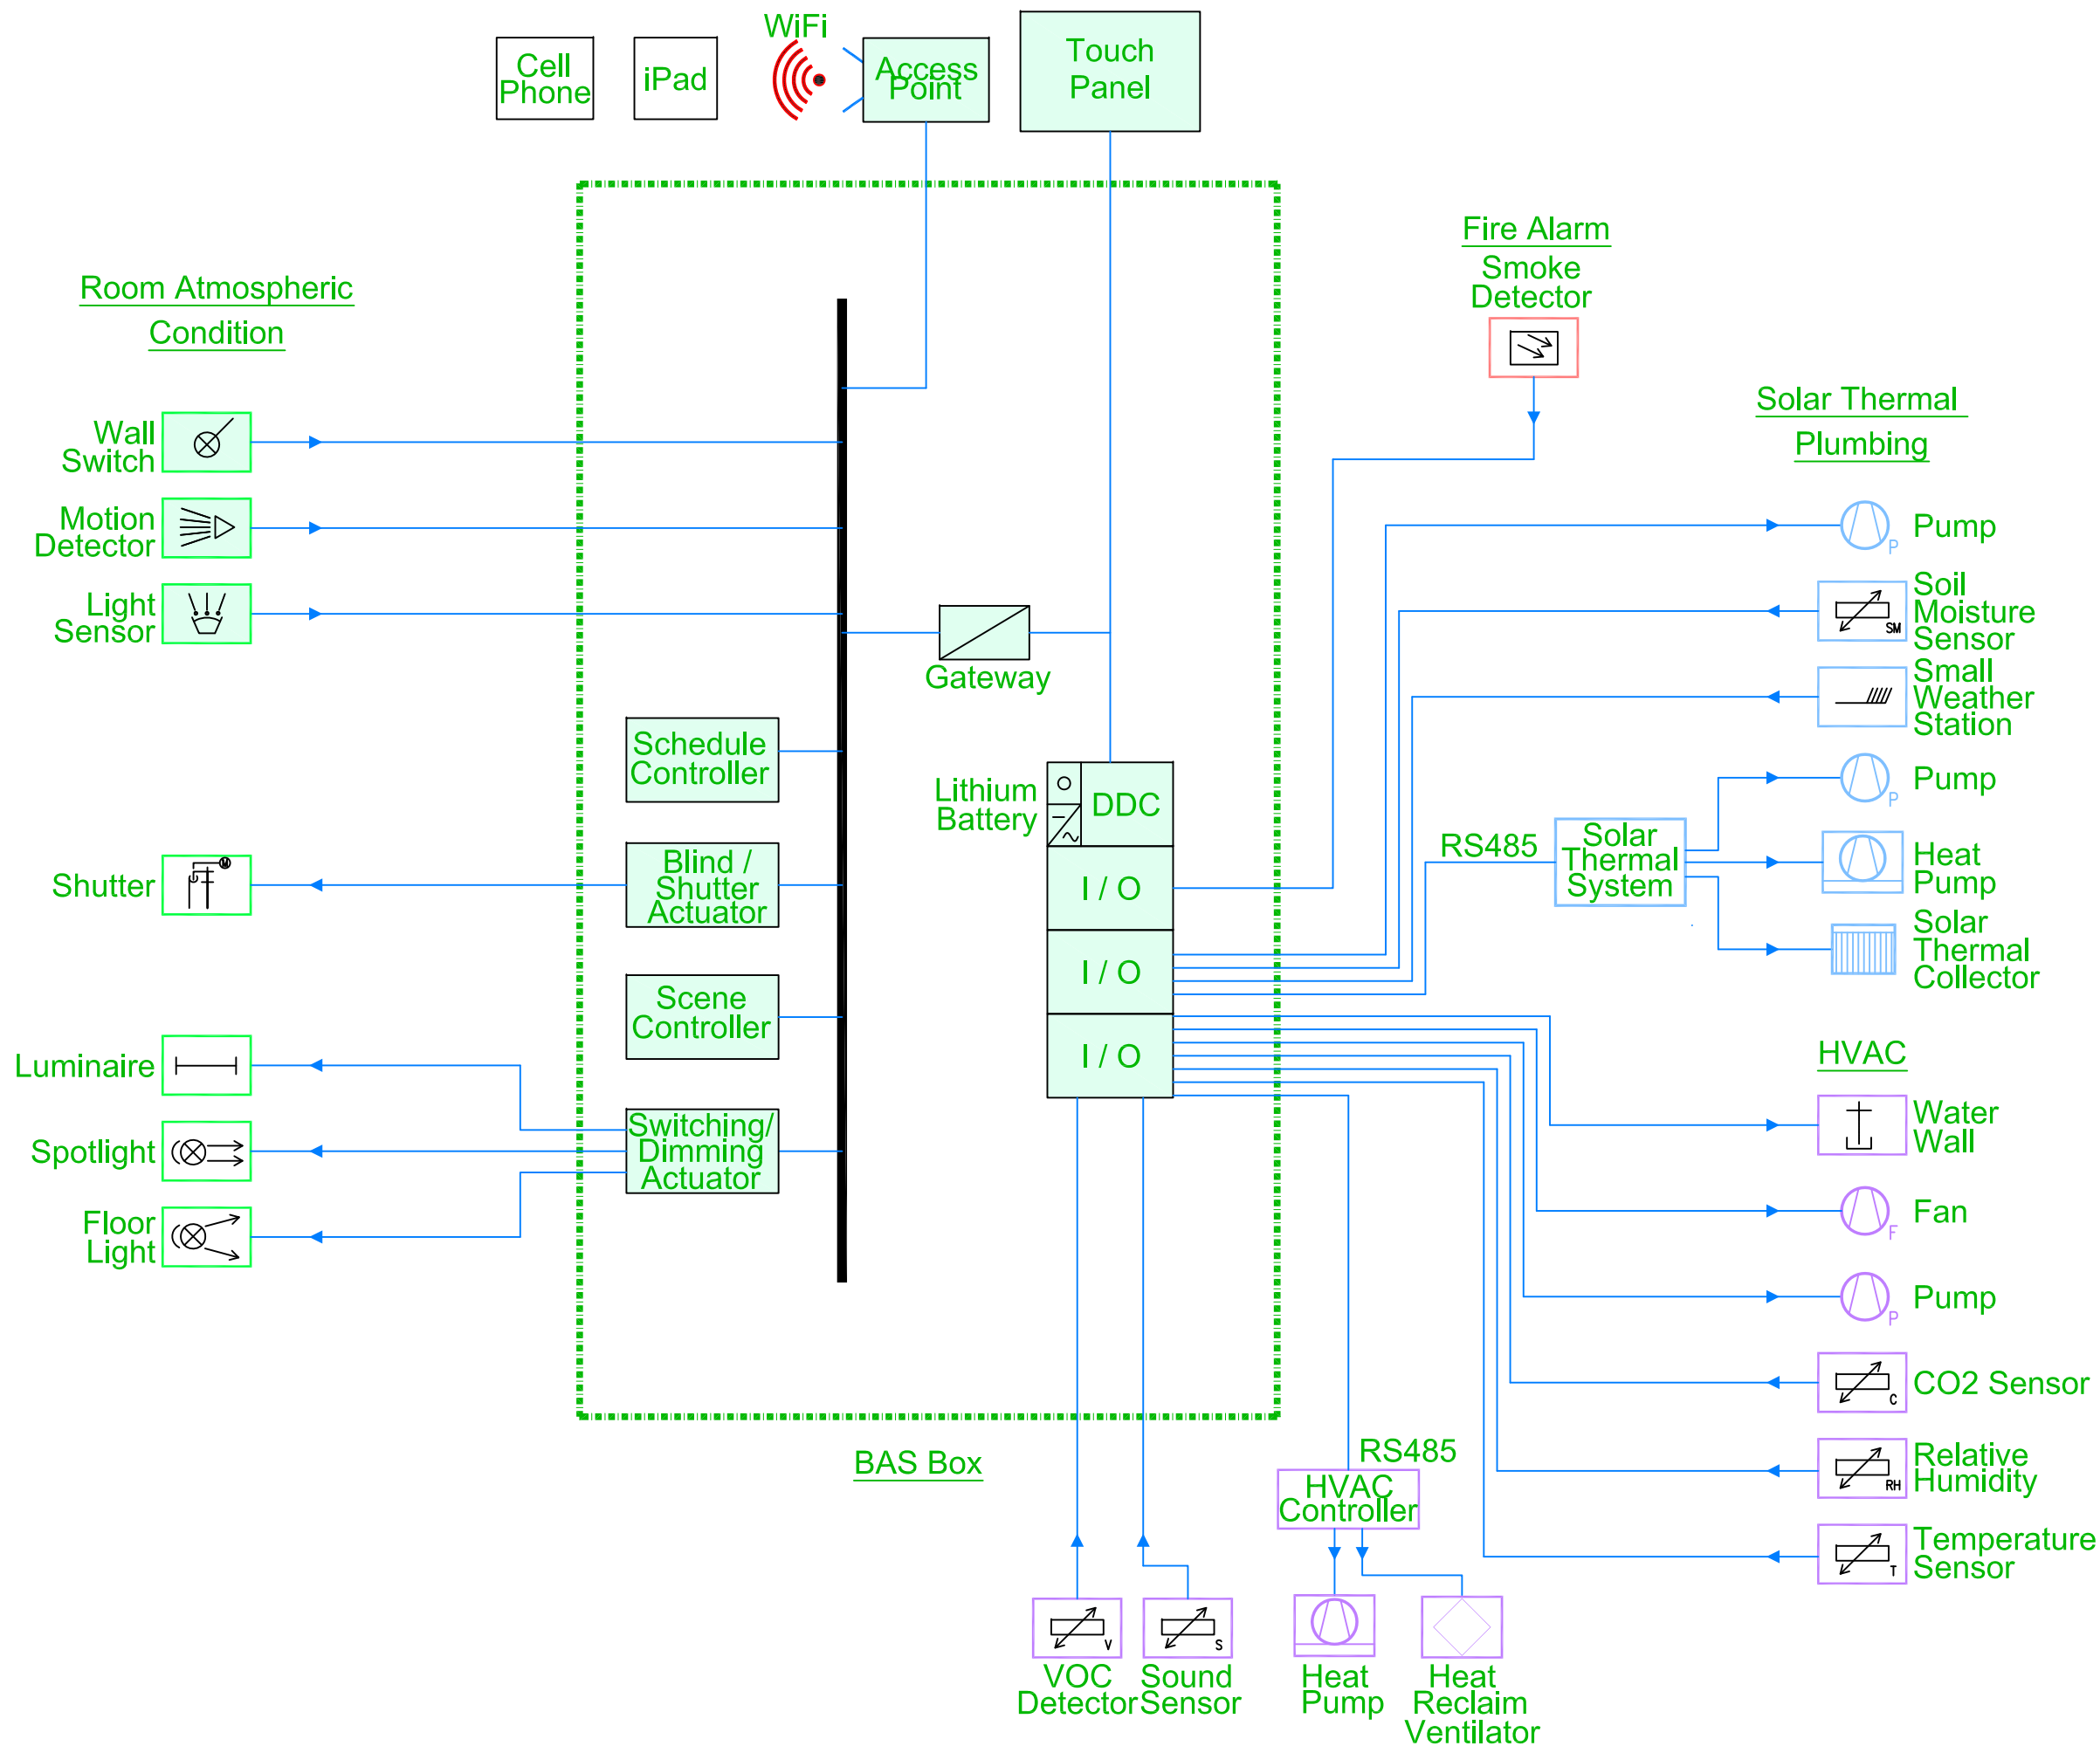 WiFi
Cell
Phone
iPad
Access
Point
Touch
Panel
Room Atmospheric
Condition
Wall
Switch
Motion
Detector
Light
Sensor
Shutter
Luminaire
Spotlight
Floor
Light
Schedule
Controller
Blind /
Shutter
Actuator
M
Scene
Controller
Switching/
Dimming
Actuator
Gateway
Lithium
Battery
DDC
I / O
I / O
I / O
BAS Box
Fire Alarm
Smoke
Detector
Solar Thermal
Plumbing
Pump
P
Soil
Moisture
Sensor
SM
Small
Weather
Station
Pump
P
RS485
Solar
Thermal
System
Heat
Pump
Solar
Thermal
Collector
HVAC
Water
Wall
Fan
F
Pump
P
CO2 Sensor
C
Relative
Humidity
RH
Temperature
Sensor
T
RS485
HVAC
Controller
V
VOC
Detector
S
Sound
Sensor
Heat
Pump
Heat
Reclaim
Ventilator